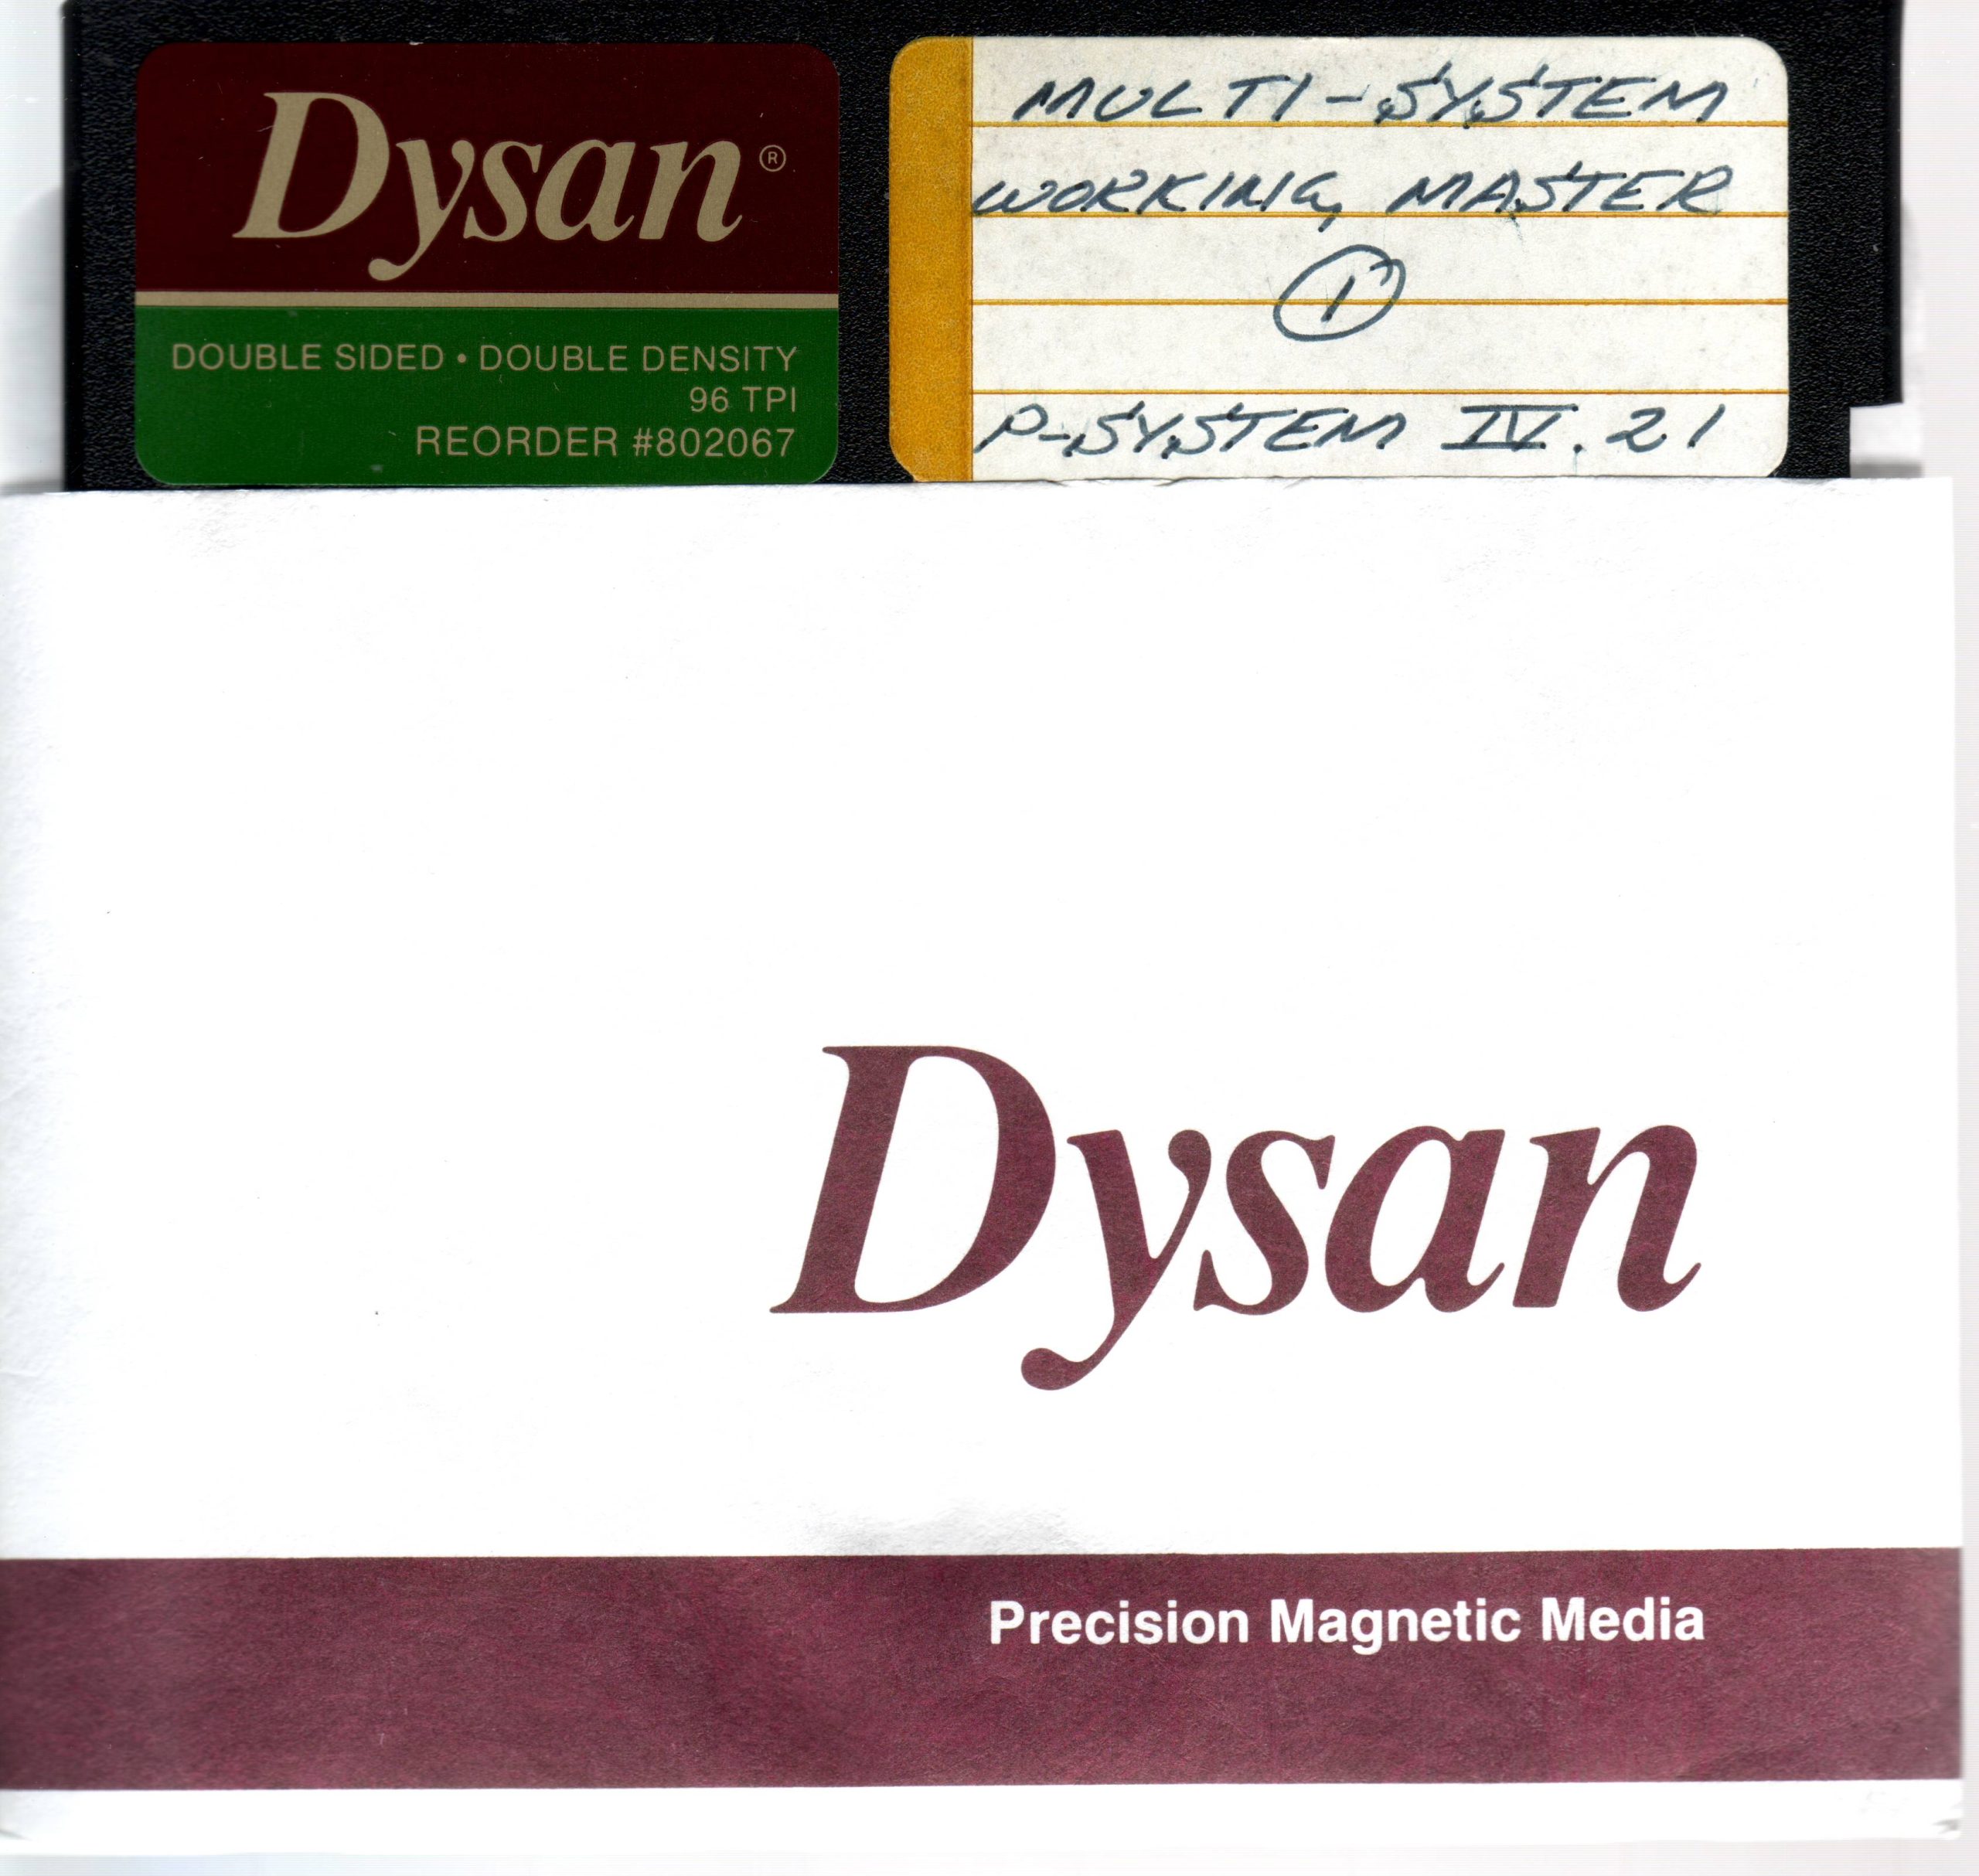 Dysan®
DOUBLE SIDED • DOUBLE DENSITY
96 TPI
REORDER #802067
MULTI-SYSTEM
WORKING MASTER
1
P-SYSTEM IV.21
Dysan
Precision Magnetic Media